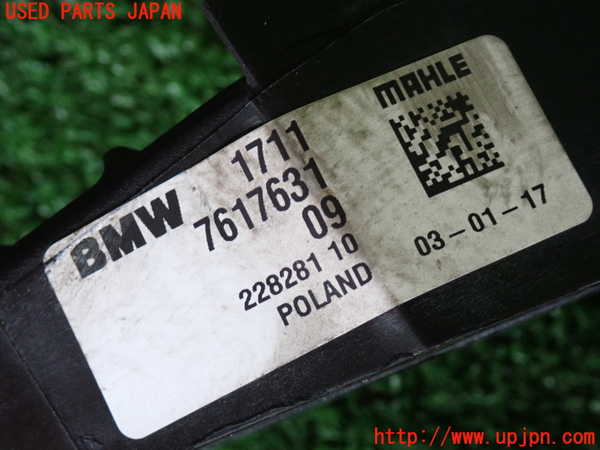 USED PARTS JAPAN
MAHLE
BMW
1711
7617631
09
228281 10
POLAND
03-01-17
http://www.upjpn.com